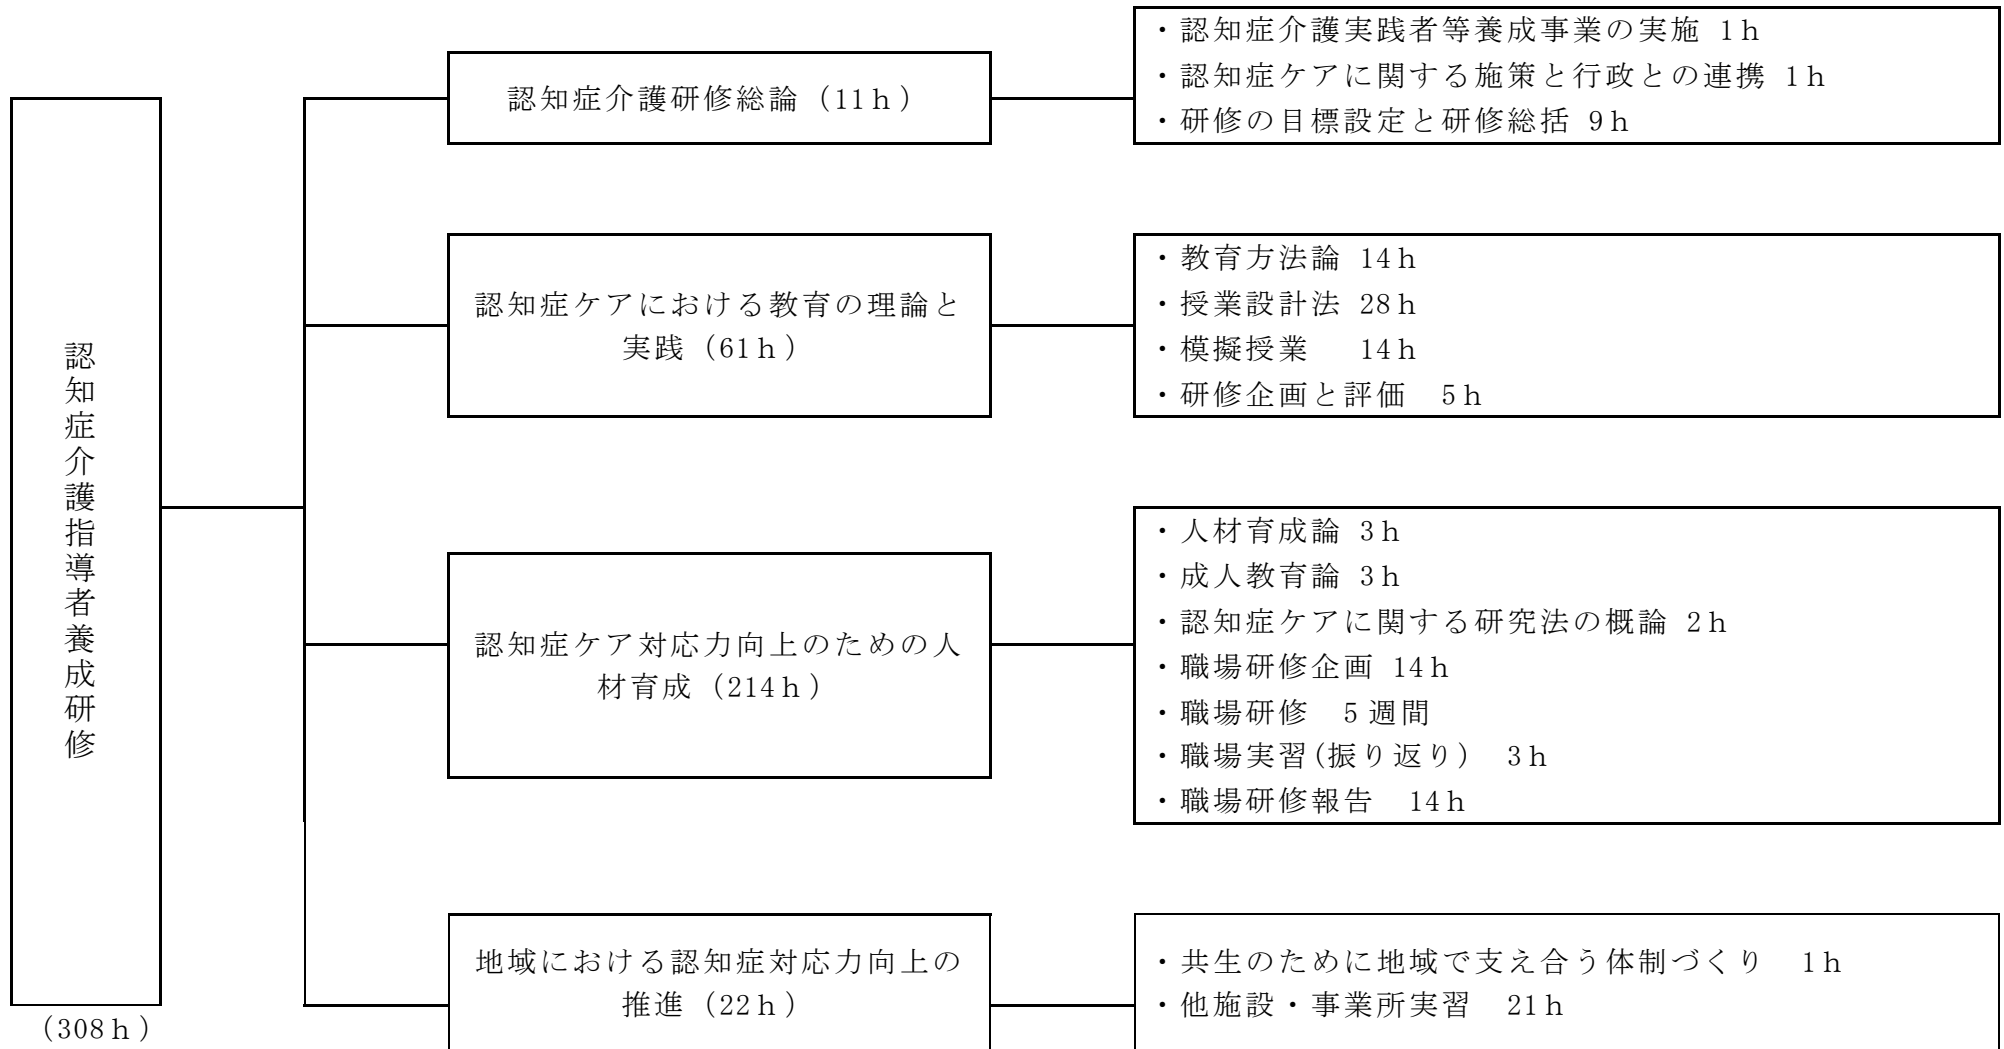 認知症介護指導者養成研修
（308ｈ）
認知症介護研修総論（11ｈ）
・認知症介護実践者等養成事業の実施 1ｈ
・認知症ケアに関する施策と行政との連携 1ｈ
・研修の目標設定と研修総括 9ｈ
認知症ケアにおける教育の理論と
実践（61ｈ）
・教育方法論 14ｈ
・授業設計法 28ｈ
・模擬授業　 14ｈ
・研修企画と評価　5ｈ
認知症ケア対応力向上のための人
材育成（214ｈ）
・人材育成論 3ｈ
・成人教育論 3ｈ
・認知症ケアに関する研究法の概論 2ｈ
・職場研修企画 14ｈ
・職場研修　5週間
・職場実習(振り返り)　3ｈ
・職場研修報告　14ｈ
地域における認知症対応力向上の
推進（22ｈ）
・共生のために地域で支え合う体制づくり　1ｈ
・他施設・事業所実習　21ｈ